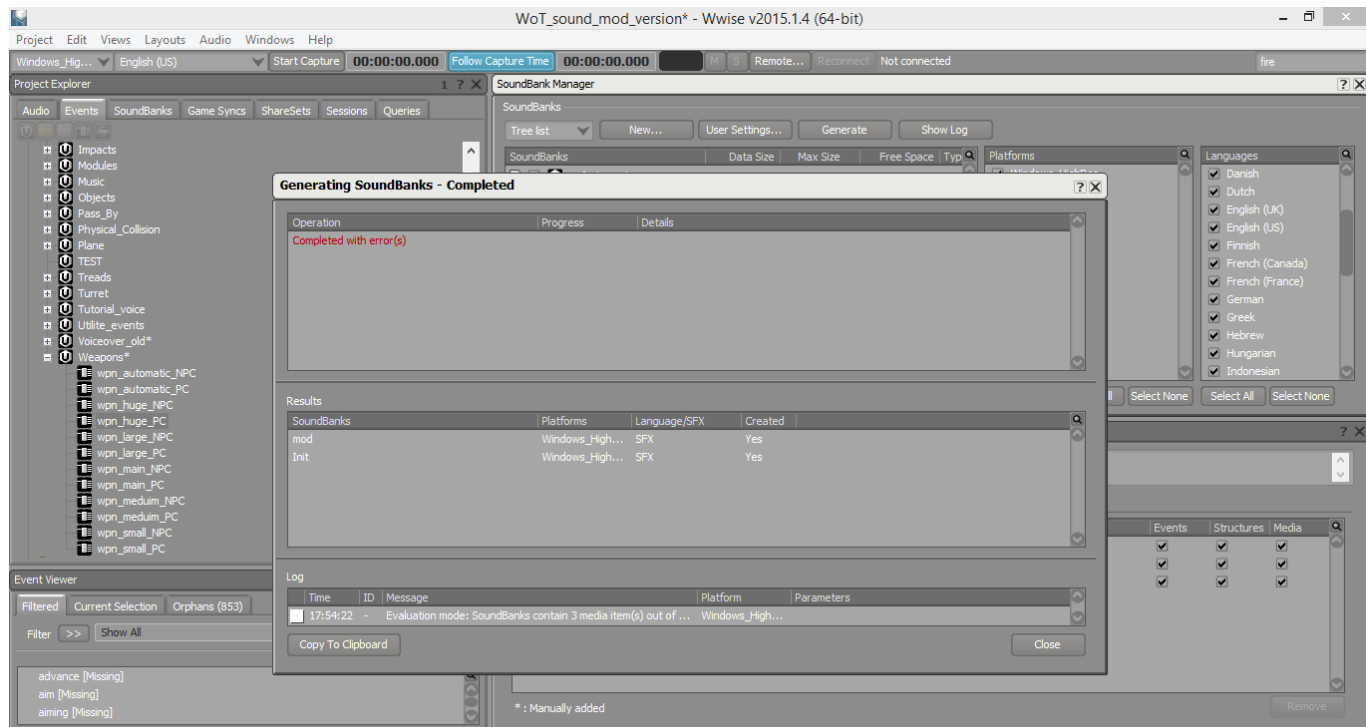 WoT_sound_mod_version* - Wwise v2015.1.4 (64-bit)
Project Edit Views Layouts Audio Windows Help
Windows_Hig... English (US) Start Capture 00:00:00.000 Follow Capture Time 00:00:00.000 M S Remote... Reconnect Not connected fire
Project Explorer 1 ? X
Audio Events SoundBanks Game Syncs ShareSets Sessions Queries
Impacts
Modules
Music
Objects
Pass_By
Physical_Collision
Plane
TEST
Treads
Turret
Tutorial_voice
Utilite_events
Voiceover_old*
Weapons*
wpn_automatic_NPC
wpn_automatic_PC
wpn_huge_NPC
wpn_huge_PC
wpn_large_NPC
wpn_large_PC
wpn_main_NPC
wpn_main_PC
wpn_meduim_NPC
wpn_meduim_PC
wpn_small_NPC
wpn_small_PC
Event Viewer
Filtered Current Selection Orphans (853)
Filter >> Show All
advance [Missing]
aim [Missing]
aiming [Missing]
SoundBank Manager ? X
SoundBanks
Tree list New... User Settings... Generate Show Log
SoundBanks Data Size Max Size Free Space Typ
Platforms
Languages
Danish
Dutch
English (UK)
English (US)
Finnish
French (Canada)
French (France)
German
Greek
Hebrew
Hungarian
Indonesian
Select None Select All Select None
Generating SoundBanks - Completed ? X
Operation Progress Details
Completed with error(s)
Results
SoundBanks Platforms Language/SFX Created
mod Windows_High... SFX Yes
Init Windows_High... SFX Yes
Log
Time ID Message Platform Parameters
17:54:22 - Evaluation mode: SoundBanks contain 3 media item(s) out of ... Windows_High...
Copy To Clipboard Close
? X
Events Structures Media
* : Manually added Remove